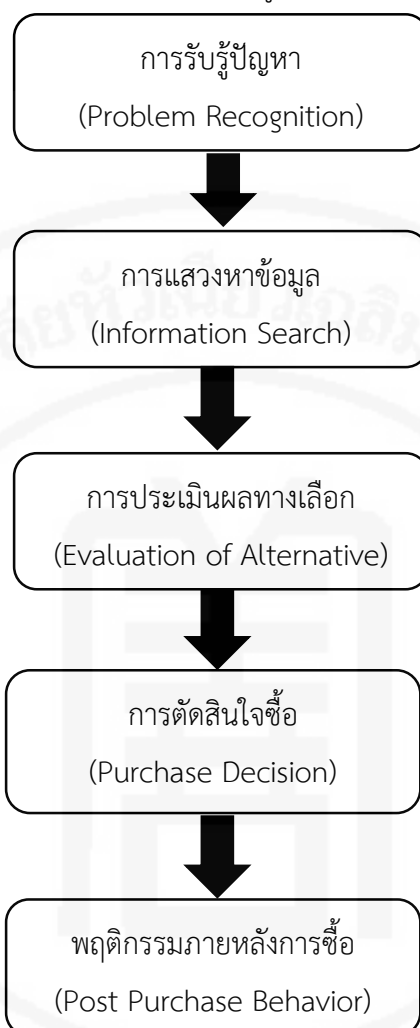 การรับรู้ปัญหา
(Problem Recognition)
การแสวงหาข้อมูล
(Information Search)
การประเมินผลทางเลือก
(Evaluation of Alternative)
การตัดสินใจซื้อ
(Purchase Decision)
พฤติกรรมภายหลังการซื้อ
(Post Purchase Behavior)